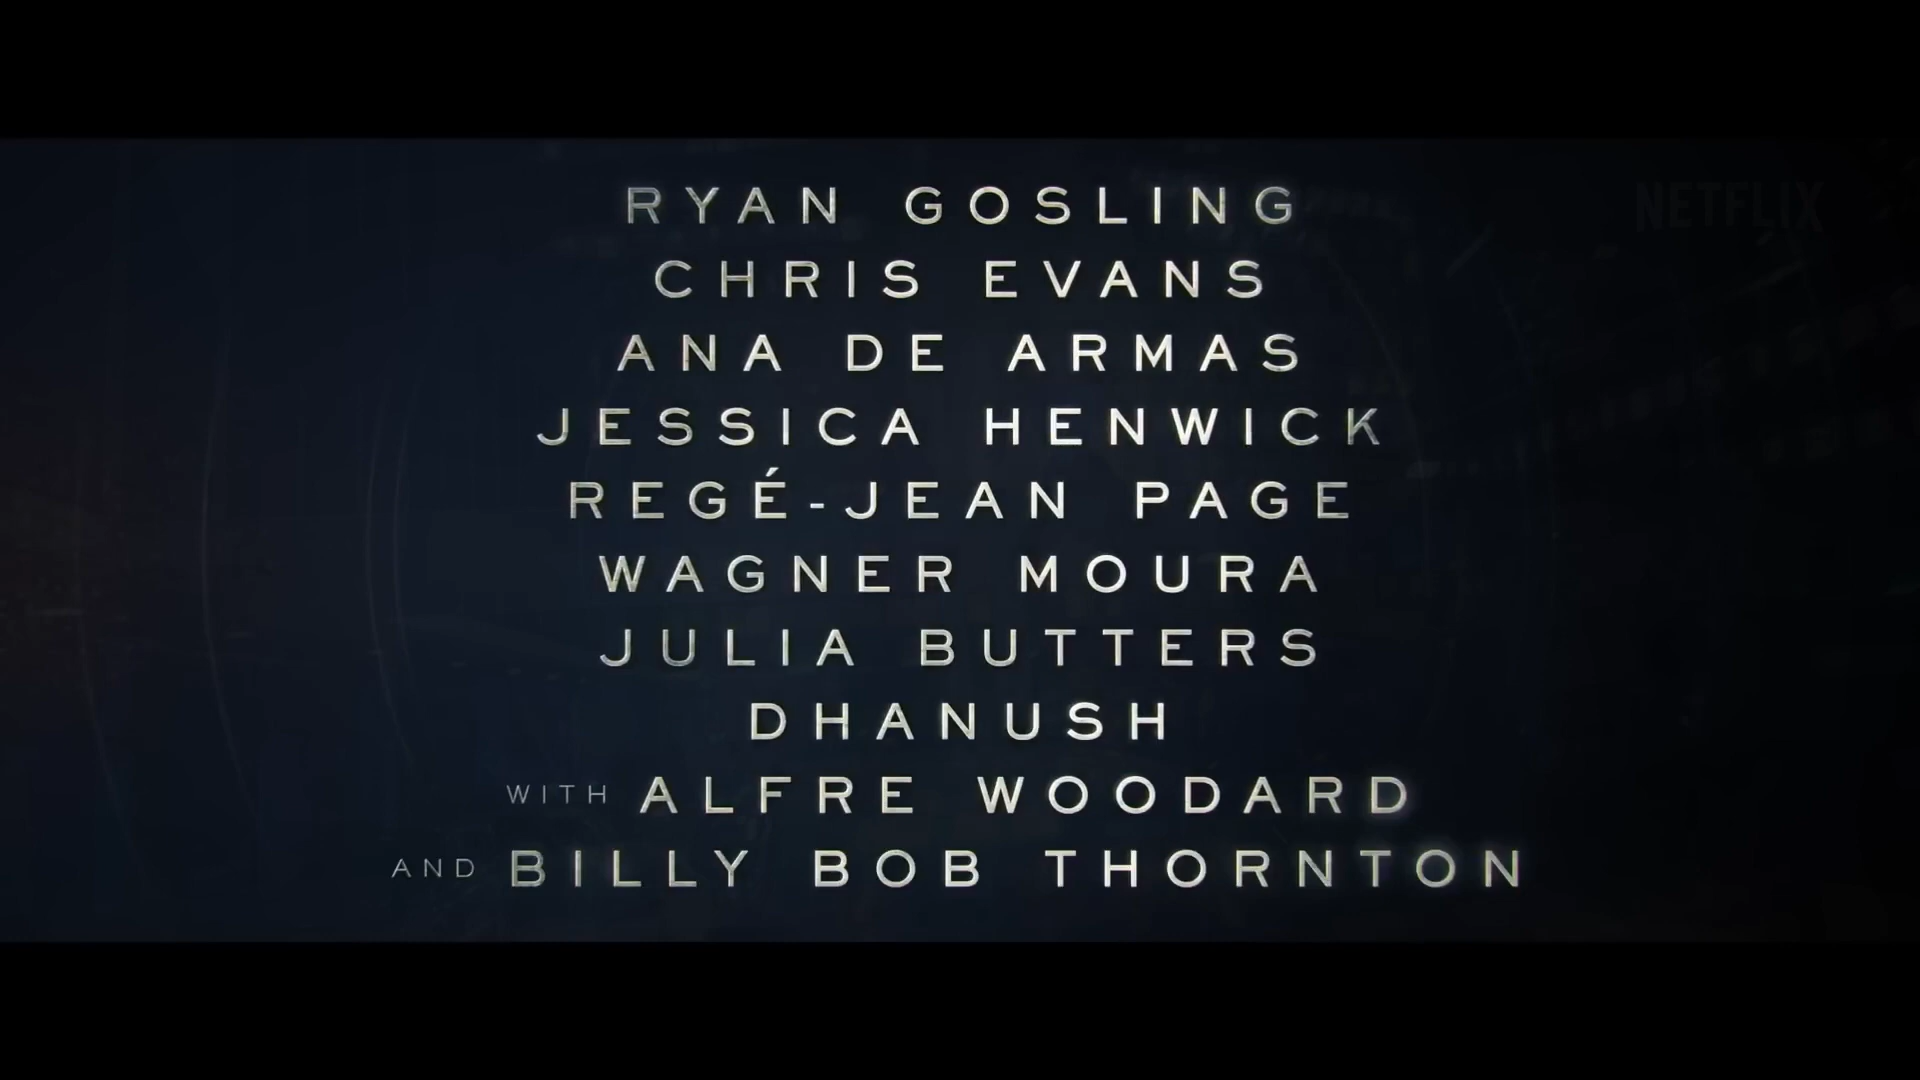 NETFLIX
RYAN GOSLING
CHRIS EVANS
ANA DE ARMAS
JESSICA HENWICK
REGÉ-JEAN PAGE
WAGNER MOURA
JULIA BUTTERS
DHANUSH
WITH ALFRE WOODARD
AND BILLY BOB THORNTON